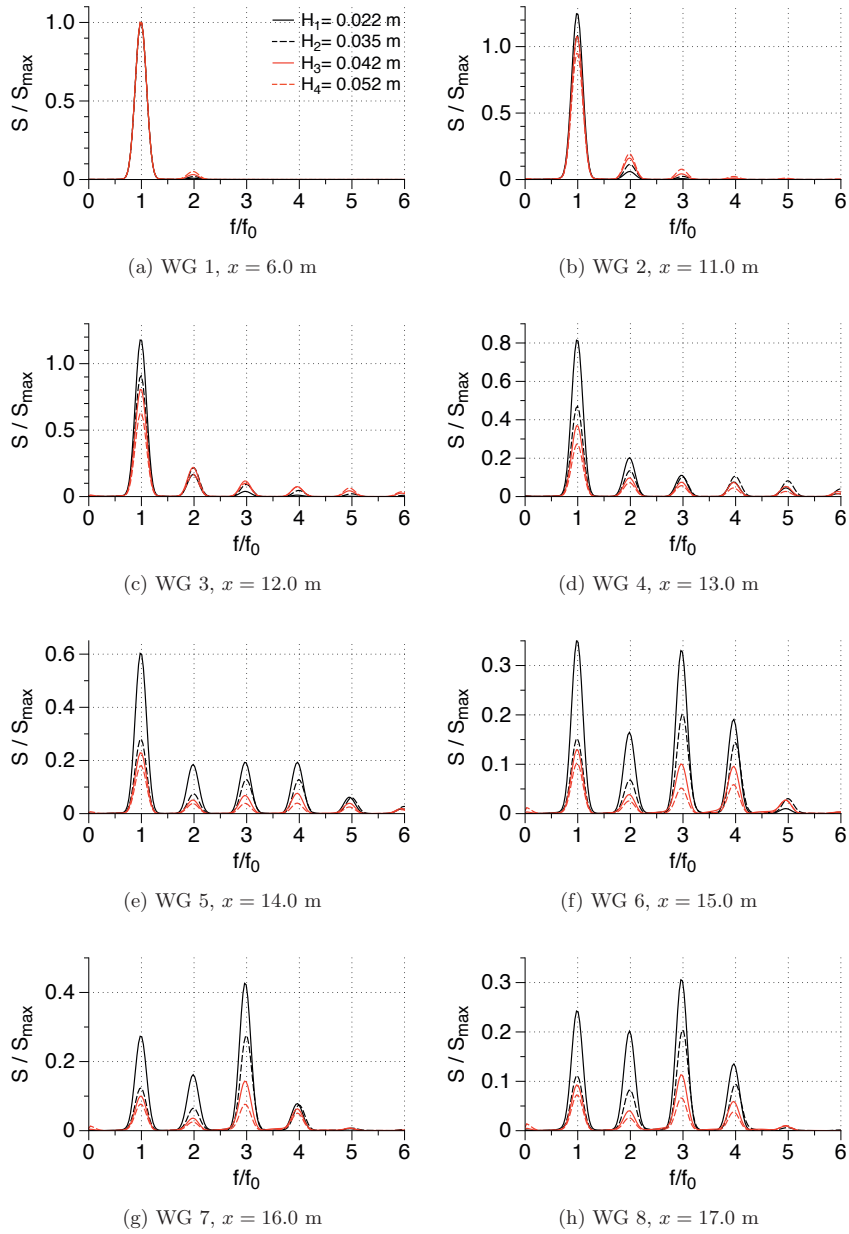 H1= 0.022 m
H2= 0.035 m
H3= 0.042 m
H4= 0.052 m
S / Smax
1.0
0.5
0
0 1 2 3 4 5 6
f/f0
(a) WG 1, x = 6.0 m
S / Smax
1.0
0.5
0
0 1 2 3 4 5 6
f/f0
(b) WG 2, x = 11.0 m
S / Smax
1.0
0.5
0
0 1 2 3 4 5 6
f/f0
(c) WG 3, x = 12.0 m
S / Smax
0.8
0.6
0.4
0.2
0
0 1 2 3 4 5 6
f/f0
(d) WG 4, x = 13.0 m
S / Smax
0.6
0.4
0.2
0
0 1 2 3 4 5 6
f/f0
(e) WG 5, x = 14.0 m
S / Smax
0.3
0.2
0.1
0
0 1 2 3 4 5 6
f/f0
(f) WG 6, x = 15.0 m
S / Smax
0.4
0.2
0
0 1 2 3 4 5 6
f/f0
(g) WG 7, x = 16.0 m
S / Smax
0.3
0.2
0.1
0
0 1 2 3 4 5 6
f/f0
(h) WG 8, x = 17.0 m